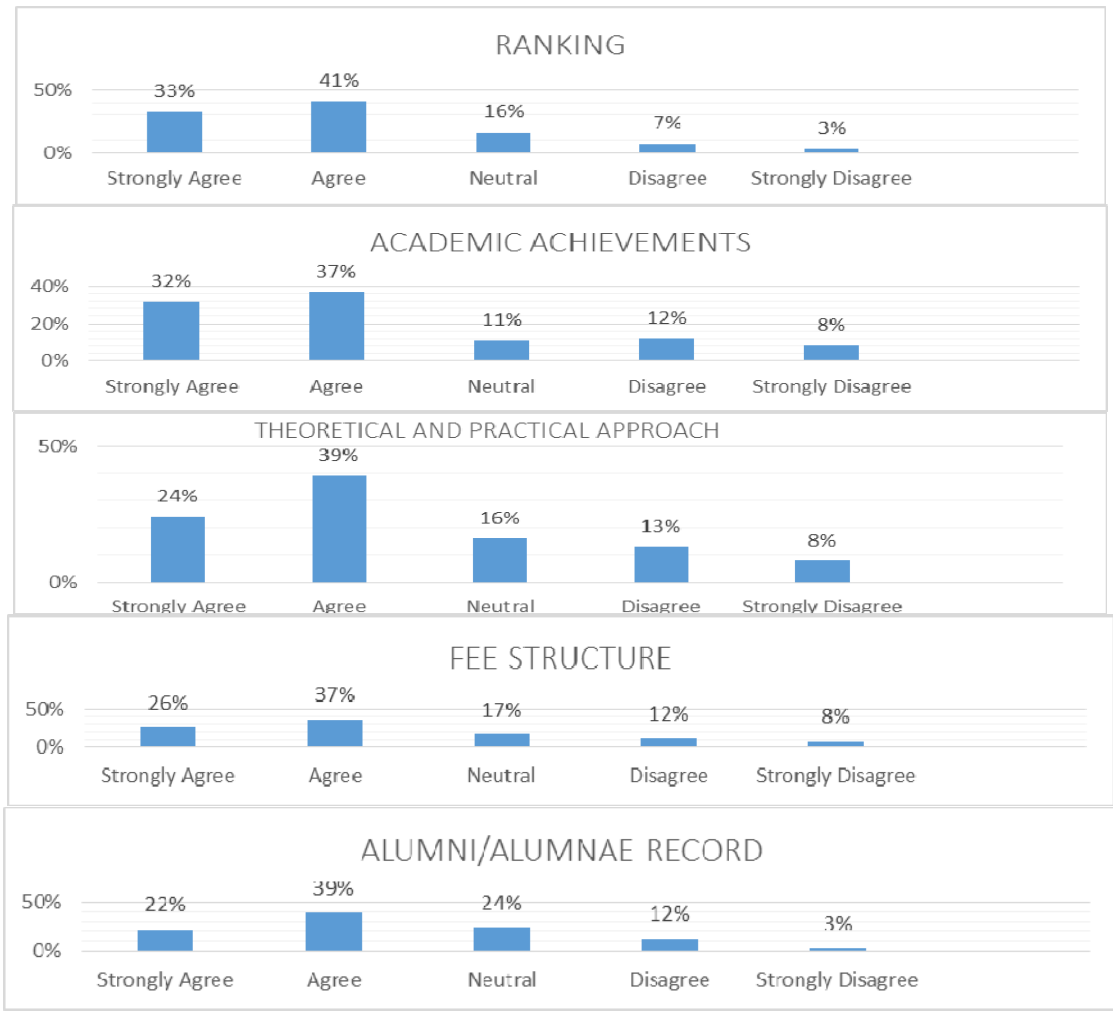 RANKING
33% 41% 16% 7% 3%
50%
0%
Strongly Agree Agree Neutral Disagree Strongly Disagree
ACADEMIC ACHIEVEMENTS
32% 37% 11% 12% 8%
40%
20%
0%
Strongly Agree Agree Neutral Disagree Strongly Disagree
THEORETICAL AND PRACTICAL APPROACH
50%
24% 39% 16% 13% 8%
0%
Strongly Agree Agree Neutral Disagree Strongly Disagree
FEE STRUCTURE
26% 37% 17% 12% 8%
50%
0%
Strongly Agree Agree Neutral Disagree Strongly Disagree
ALUMNI/ALUMNAE RECORD
22% 39% 24% 12% 3%
50%
0%
Strongly Agree Agree Neutral Disagree Strongly Disagree